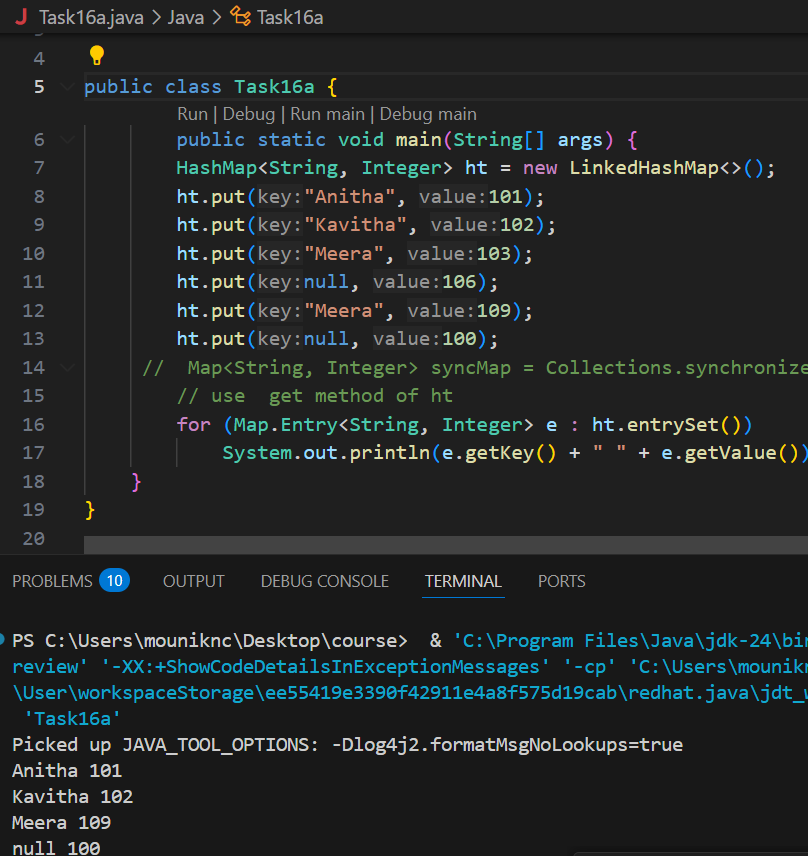 J Task16a.java > Java > Task16a
4
5 public class Task16a {
Run | Debug | Run main | Debug main
6 public static void main(String[] args) {
7 HashMap<String, Integer> ht = new LinkedHashMap<>();
8 ht.put(key:"Anitha", value:101);
9 ht.put(key:"Kavitha", value:102);
10 ht.put(key:"Meera", value:103);
11 ht.put(key:null, value:106);
12 ht.put(key:"Meera", value:109);
13 ht.put(key:null, value:100);
14 //  Map<String, Integer> syncMap = Collections.synchronize
15 // use  get method of ht
16 for (Map.Entry<String, Integer> e : ht.entrySet())
17 System.out.println(e.getKey() + " " + e.getValue())
18 }
19 }
20
PROBLEMS 10 OUTPUT DEBUG CONSOLE TERMINAL PORTS
PS C:\Users\mouniknc\Desktop\course>  & 'C:\Program Files\Java\jdk-24\bin
review' '-XX:+ShowCodeDetailsInExceptionMessages' '-cp' 'C:\Users\mounikn
\User\workspaceStorage\ee55419e3390f42911e4a8f575d19cab\redhat.java\jdt_w
'Task16a'
Picked up JAVA_TOOL_OPTIONS: -Dlog4j2.formatMsgNoLookups=true
Anitha 101
Kavitha 102
Meera 109
null 100